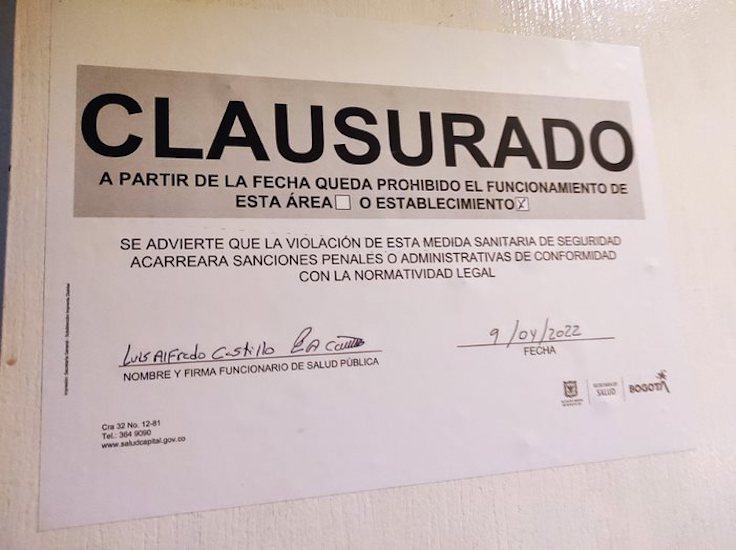 CLAUSURADO
A PARTIR DE LA FECHA QUEDA PROHIBIDO EL FUNCIONAMIENTO DE
ESTA ÁREA O ESTABLECIMIENTO X
SE ADVIERTE QUE LA VIOLACIÓN DE ESTA MEDIDA SANITARIA DE SEGURIDAD
ACARREARA SANCIONES PENALES O ADMINISTRATIVAS DE CONFORMIDAD
CON LA NORMATIVIDAD LEGAL
Luis Alfredo Castillo
NOMBRE Y FIRMA FUNCIONARIO DE SALUD PÚBLICA
9/04/2022
FECHA
SECRETARÍA DE
SALUD
BOGOTÁ
Cra 32 No. 12-81
Tel.: 364 9090
www.saludcapital.gov.co